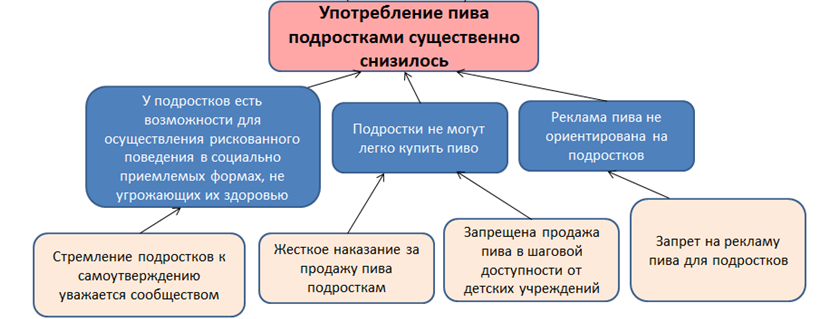 Употребление пива
подростками существенно
снизилось
У подростков есть
возможности для
осуществления рискованного
поведения в социально
приемлемых формах, не
угрожающих их здоровью
Подростки не могут
легко купить пиво
Реклама пива не
ориентирована на
подростков
Стремление подростков к
самоутверждению
уважается сообществом
Жесткое наказание за
продажу пива
подросткам
Запрещена продажа
пива в шаговой
доступности от
детских учреждений
Запрет на рекламу
пива для подростков